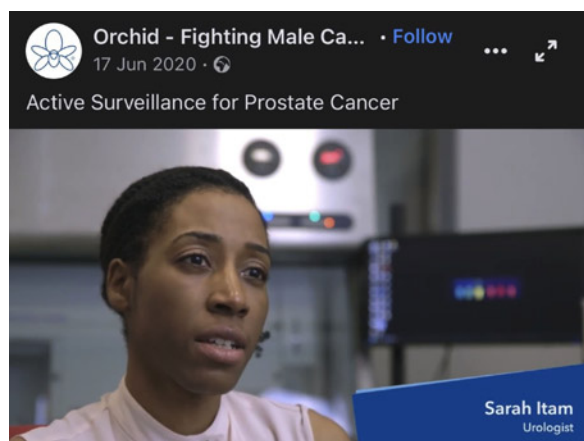 Orchid - Fighting Male Ca... · Follow
17 Jun 2020 ·
Active Surveillance for Prostate Cancer
Sarah Itam
Urologist